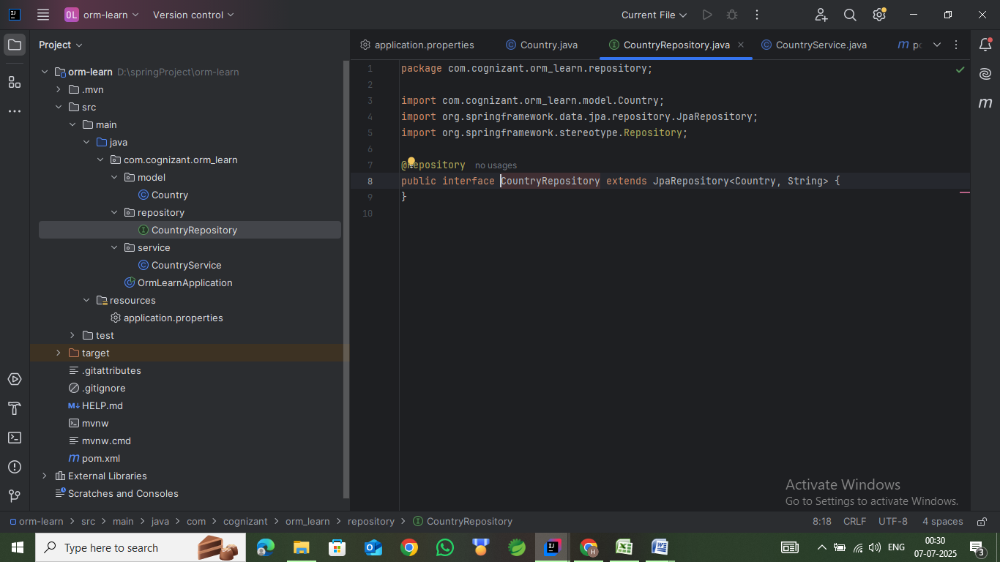 OL orm-learn Version control Current File
Project
orm-learn D:\springProject\orm-learn
.mvn
src
main
java
com.cognizant.orm_learn
model
Country
repository
CountryRepository
service
CountryService
OrmLearnApplication
resources
application.properties
test
target
.gitattributes
.gitignore
HELP.md
mvnw
mvnw.cmd
pom.xml
External Libraries
Scratches and Consoles
application.properties Country.java CountryRepository.java CountryService.java
1 package com.cognizant.orm_learn.repository;
2
3 import com.cognizant.orm_learn.model.Country;
4 import org.springframework.data.jpa.repository.JpaRepository;
5 import org.springframework.stereotype.Repository;
6
7 @Repository no usages
8 public interface CountryRepository extends JpaRepository<Country, String> {
9 }
10
Activate Windows
Go to Settings to activate Windows.
orm-learn > src > main > java > com > cognizant > orm_learn > repository > CountryRepository 8:18 CRLF UTF-8 4 spaces
Type here to search ENG 00:30
07-07-2025 3